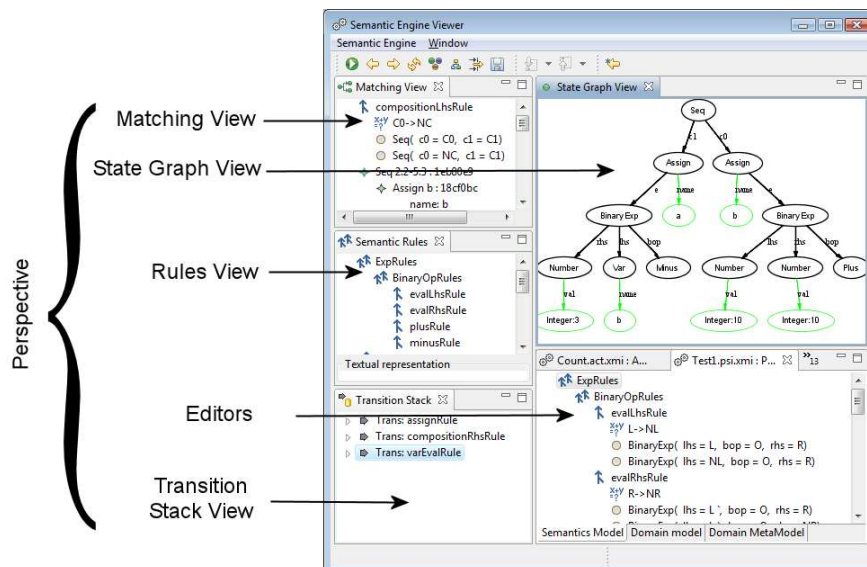 Perspective
Matching View
State Graph View
Rules View
Editors
Transition
Stack View
Semantic Engine Viewer
Semantic Engine Window
Matching View
compositionLhsRule
C0->NC
Seq( c0 = C0, c1 = C1)
Seq( c0 = NC, c1 = C1)
Seq 2.2-5.3 : 1eb00e9
Assign b : 18cf0bc
name: b
Semantic Rules
ExpRules
BinaryOpRules
evalLhsRule
evalRhsRule
plusRule
minusRule
Textual representation
Transition Stack
Trans: assignRule
Trans: compositionRhsRule
Trans: varEvalRule
State Graph View
Seq
c1 c0
Assign Assign
e name name e
Binary Exp a b Binary Exp
rhs lhs bop lhs rhs bop
Number Var Minus Number Number Plus
val name val val
Integer:3 b Integer:10 Integer:10
Count.act.xmi : A... Test1.psi.xmi : P... »13
ExpRules
BinaryOpRules
evalLhsRule
L->NL
BinaryExp( lhs = L, bop = O, rhs = R)
BinaryExp( lhs = NL, bop = O, rhs = R)
evalRhsRule
R->NR
BinaryExp( lhs = L `, bop = O, rhs = R)
Semantics Model Domain model Domain MetaModel